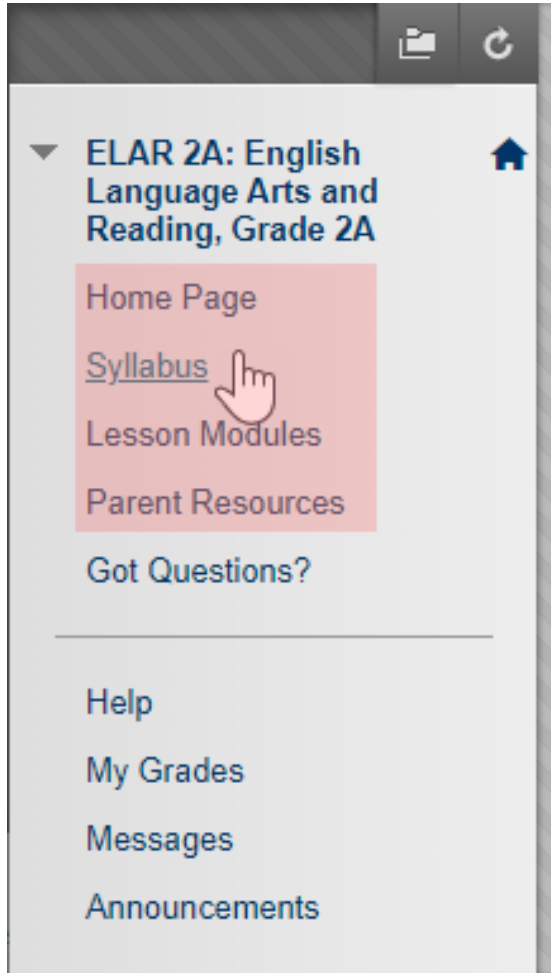 ELAR 2A: English
Language Arts and
Reading, Grade 2A
Home Page
Syllabus
Lesson Modules
Parent Resources
Got Questions?
Help
My Grades
Messages
Announcements